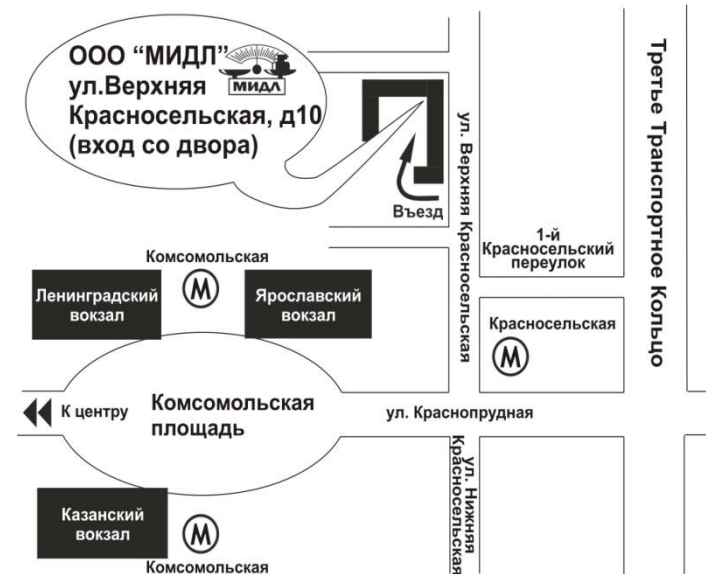 ООО “МИДЛ”
МИДЛ
ул.Верхняя
Красносельская, д10
(вход со двора)
Въезд
ул. Верхняя Красносельская
Третье Транспортное Кольцо
1-й
Красносельский
переулок
Комсомольская
М
Ленинградский
вокзал
Ярославский
вокзал
Красносельская
М
К центру
Комсомольская
площадь
ул. Краснопрудная
ул. Нижняя
Красносельская
Казанский
вокзал
М
Комсомольская